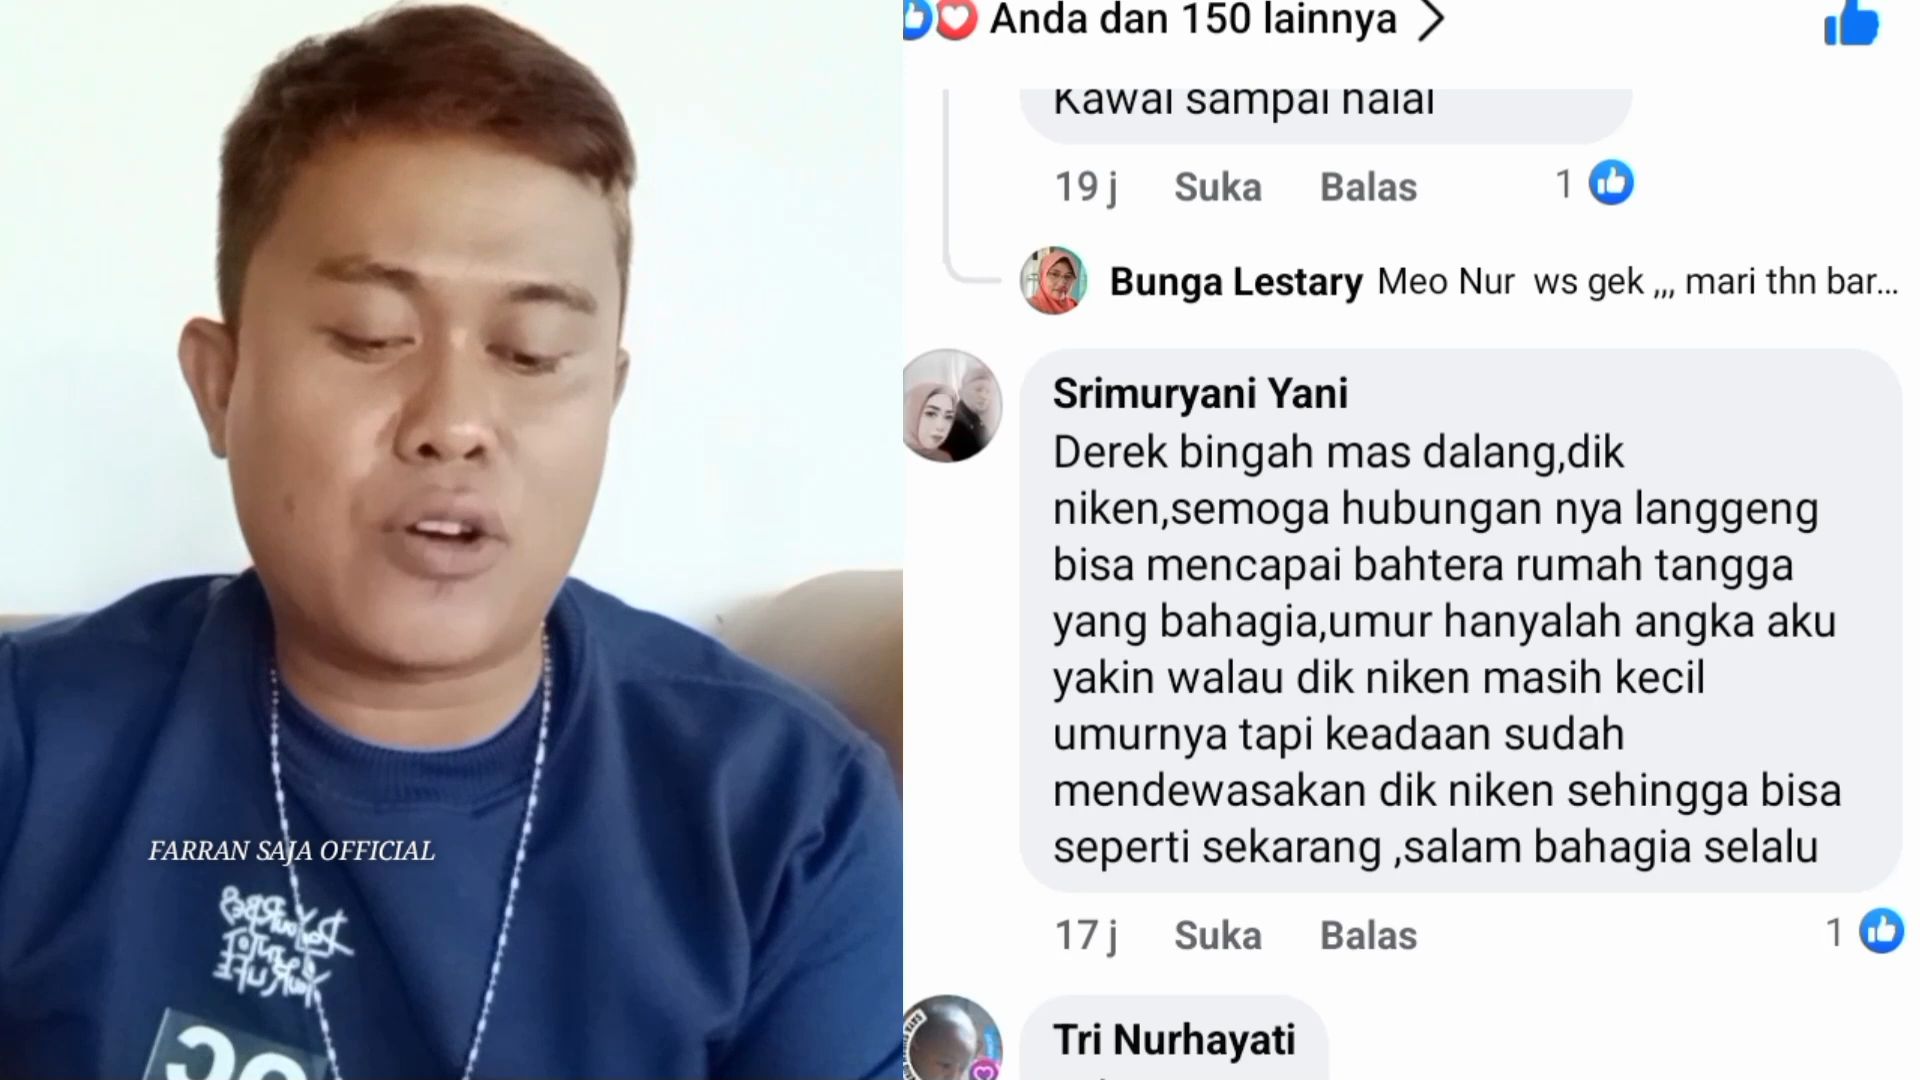 Anda dan 150 lainnya
Kawal sampai halal
19 j Suka Balas 1
Bunga Lestary Meo Nur ws gek ,,, mari thn bar...
Srimuryani Yani
Derek bingah mas dalang,dik
niken,semoga hubungan nya langgeng
bisa mencapai bahtera rumah tangga
yang bahagia,umur hanyalah angka aku
yakin walau dik niken masih kecil
umurnya tapi keadaan sudah
mendewasakan dik niken sehingga bisa
seperti sekarang ,salam bahagia selalu
17 j Suka Balas 1
Tri Nurhayati
FARRAN SAJA OFFICIAL